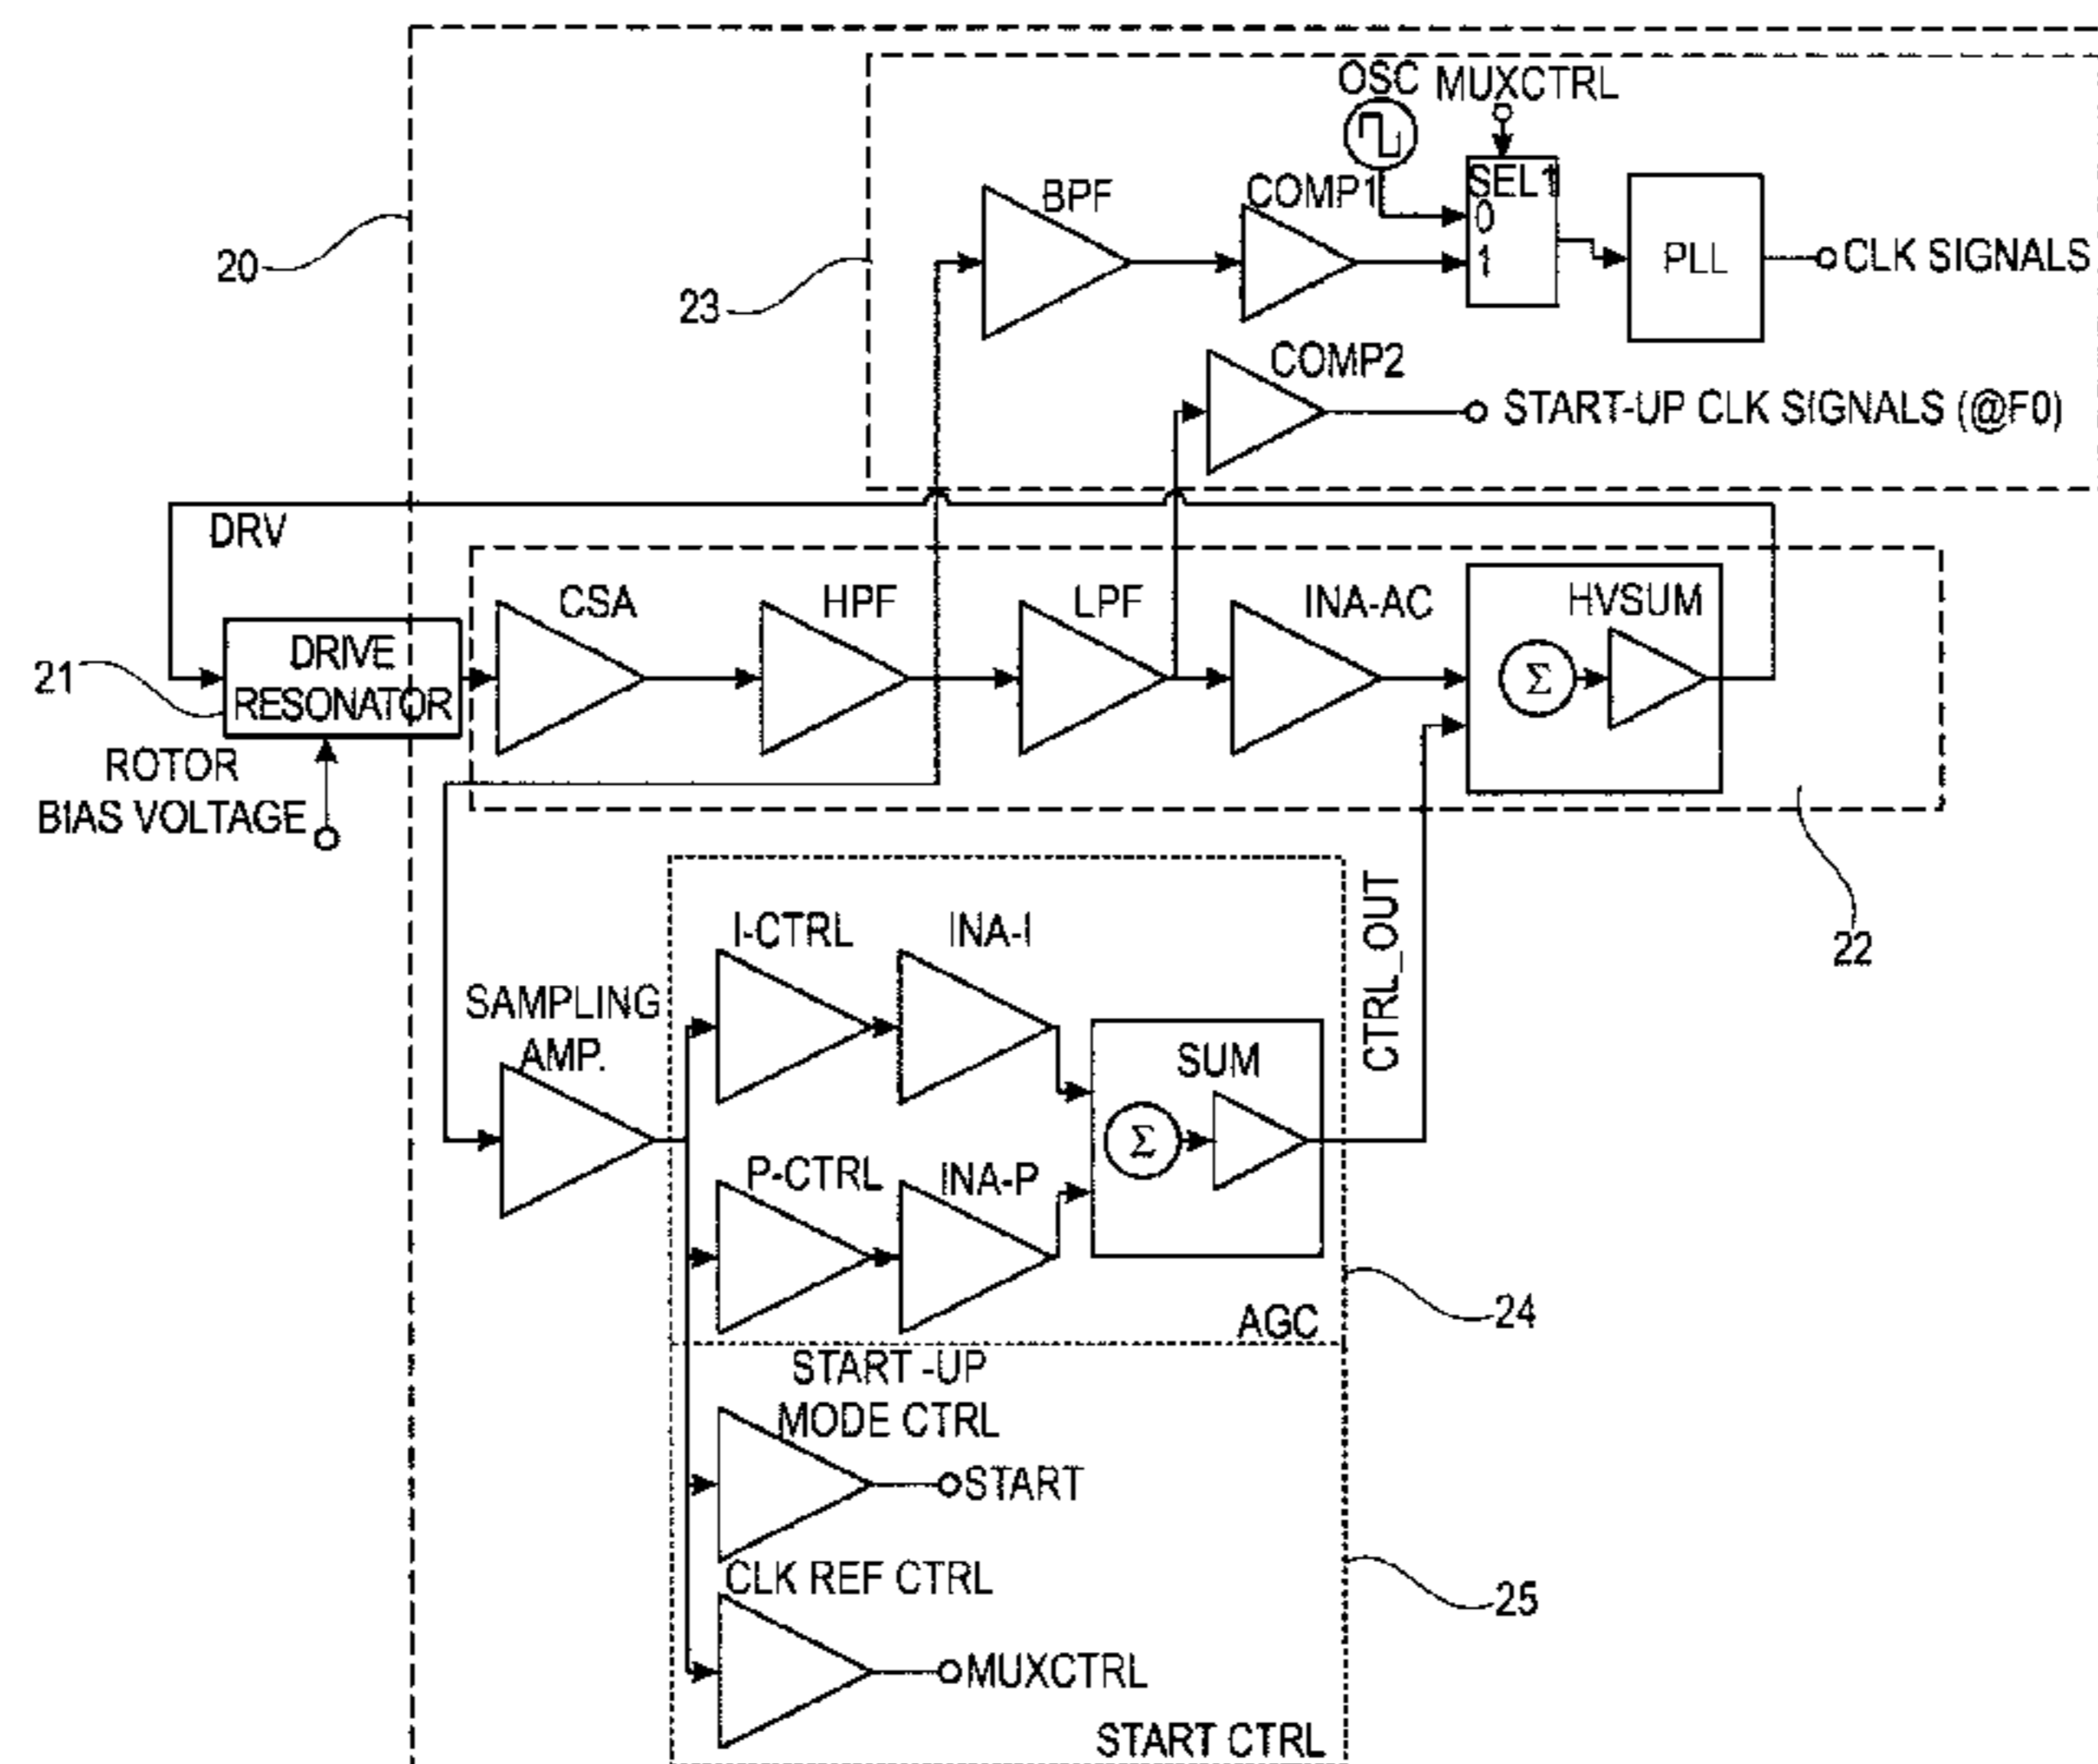 OSC MUXCTRL
BPF
COMP1
SEL1
0
1
PLL
CLK SIGNALS
20
23
COMP2
START-UP CLK SIGNALS (@F0)
DRV
CSA
HPF
LPF
INA-AC
HVSUM
Σ
DRIVE
RESONATOR
21
ROTOR
BIAS VOLTAGE
22
CTRL_OUT
I-CTRL
INA-I
SAMPLING
AMP.
SUM
Σ
P-CTRL
INA-P
24
AGC
START -UP
MODE CTRL
START
CLK REF CTRL
25
MUXCTRL
START CTRL